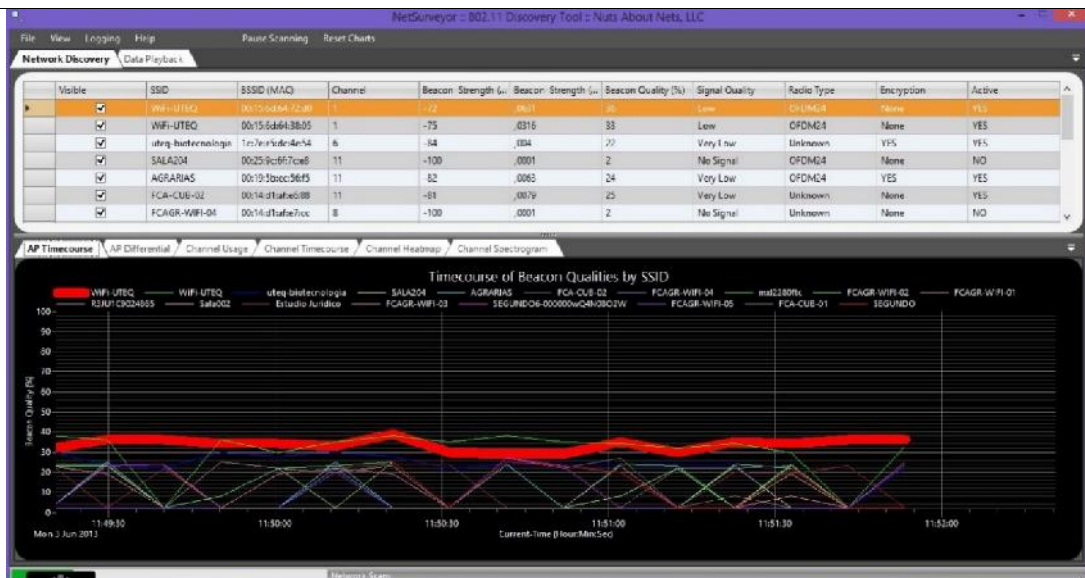 NetSurveyor :: 802.11 Discovery Tool :: Nuts About Nets, LLC
File View Logging Help Pause Scanning Reset Charts
Network Discovery Data Playback
Visible SSID BSSID (MAC) Channel Beacon Strength (... Beacon Strength (... Beacon Quality (%) Signal Quality Radio Type Encryption Active
WiFi-UTEQ 1 -72 ,0631 36 Low OFDM24 None YES
WiFi-UTEQ 00:15:6d:64:38:05 1 -75 ,0316 33 Low OFDM24 None YES
uteq-biotecnologia 6 -84 ,004 22 Very Low Unknown YES YES
SALA204 11 -100 ,0001 2 No Signal OFDM24 None NO
AGRARIAS 11 -82 ,0063 24 Very Low OFDM24 YES YES
FCA-CUB-02 11 -81 ,0079 25 Very Low Unknown None YES
FCAGR-WIFI-04 8 -100 ,0001 2 No Signal Unknown None NO
AP Timecourse AP Differential Channel Usage Channel Timecourse Channel Heatmap Channel Spectrogram
Timecourse of Beacon Qualities by SSID
WiFi-UTEQ WiFi-UTEQ uteq-biotecnologia SALA204 AGRARIAS FCA-CUB-02 FCAGR-WIFI-04 FCAGR-WIFI-02 FCAGR-WIFI-01
Sala002 Estudio Juridico FCAGR-WIFI-03 FCAGR-WIFI-05 FCA-CUB-01 SEGUNDO
100
90
80
70
60
50
40
30
20
10
0
Beacon Quality (%)
11:49:30 11:50:00 11:50:30 11:51:00 11:51:30 11:52:00
Mon 3 Jun 2013 Current-Time (Hour:Min:Sec)
Network Scans